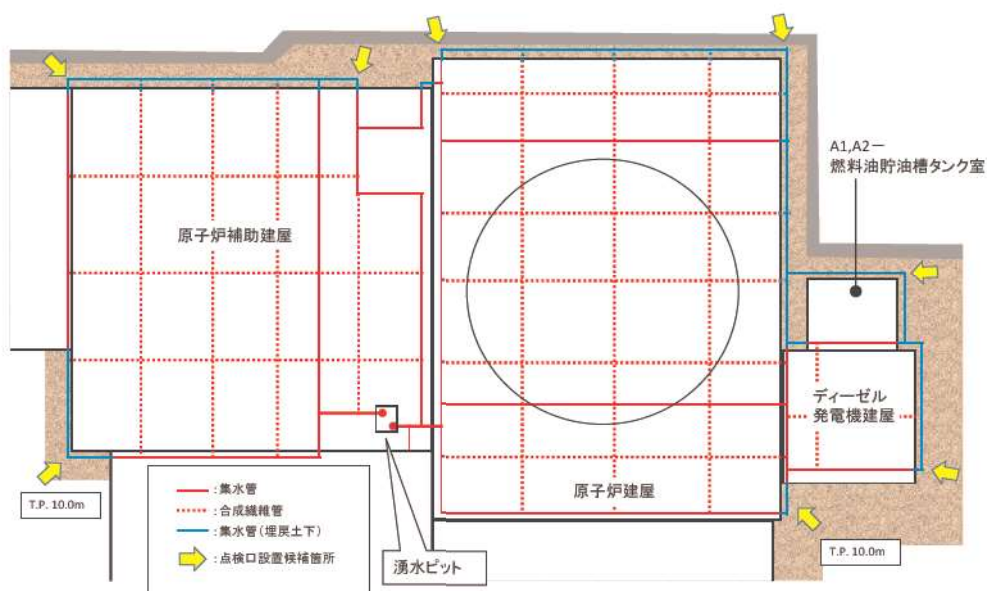 A1,A2－
燃料油貯油槽タンク室
原子炉補助建屋
ディーゼル
発電機建屋
原子炉建屋
T.P. 10.0m
:集水管
:合成繊維管
:集水管(埋戻土下)
:点検口設置候補箇所
湧水ピット
T.P. 10.0m